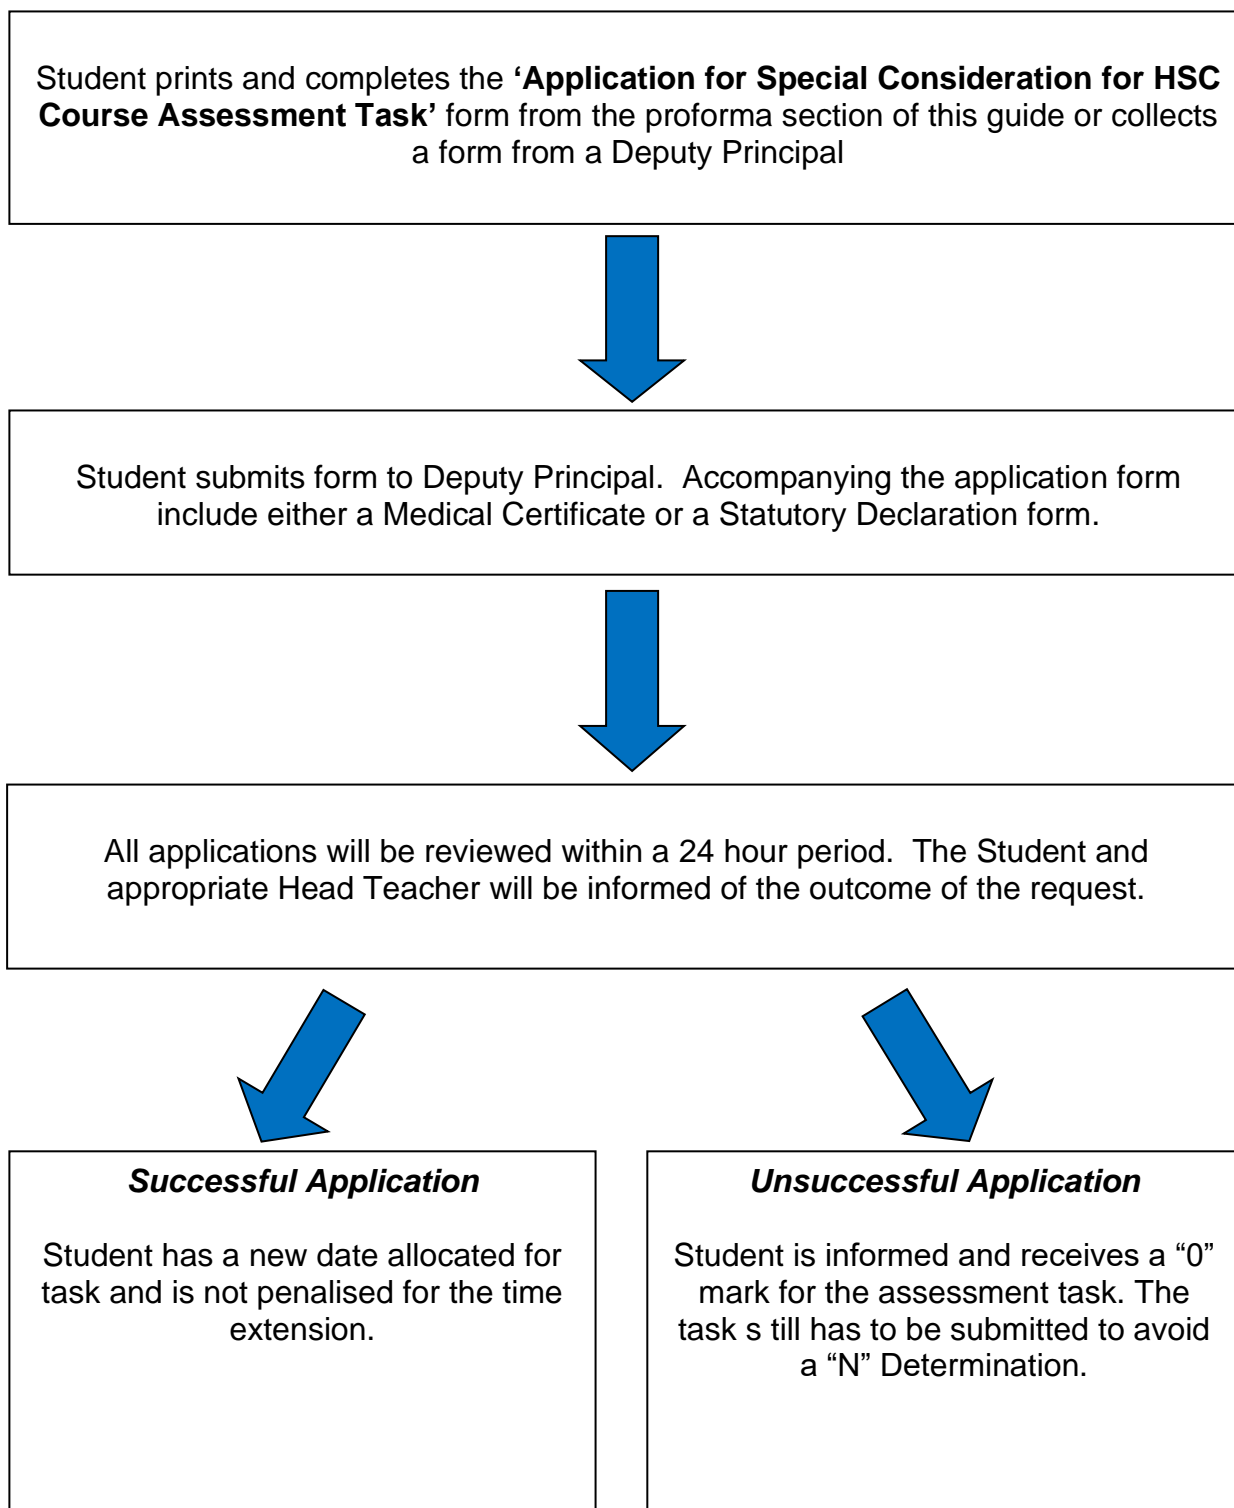 Student prints and completes the ‘Application for Special Consideration for HSC
Course Assessment Task’ form from the proforma section of this guide or collects
a form from a Deputy Principal
Student submits form to Deputy Principal.  Accompanying the application form
include either a Medical Certificate or a Statutory Declaration form.
All applications will be reviewed within a 24 hour period.  The Student and
appropriate Head Teacher will be informed of the outcome of the request.
Successful Application
Student has a new date allocated for
task and is not penalised for the time
extension.
Unsuccessful Application
Student is informed and receives a “0”
mark for the assessment task. The
task s till has to be submitted to avoid
a “N” Determination.